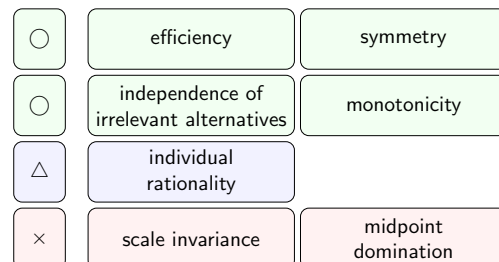 ○ efficiency symmetry
○ independence of
irrelevant alternatives monotonicity
△ individual
rationality
× scale invariance midpoint
domination